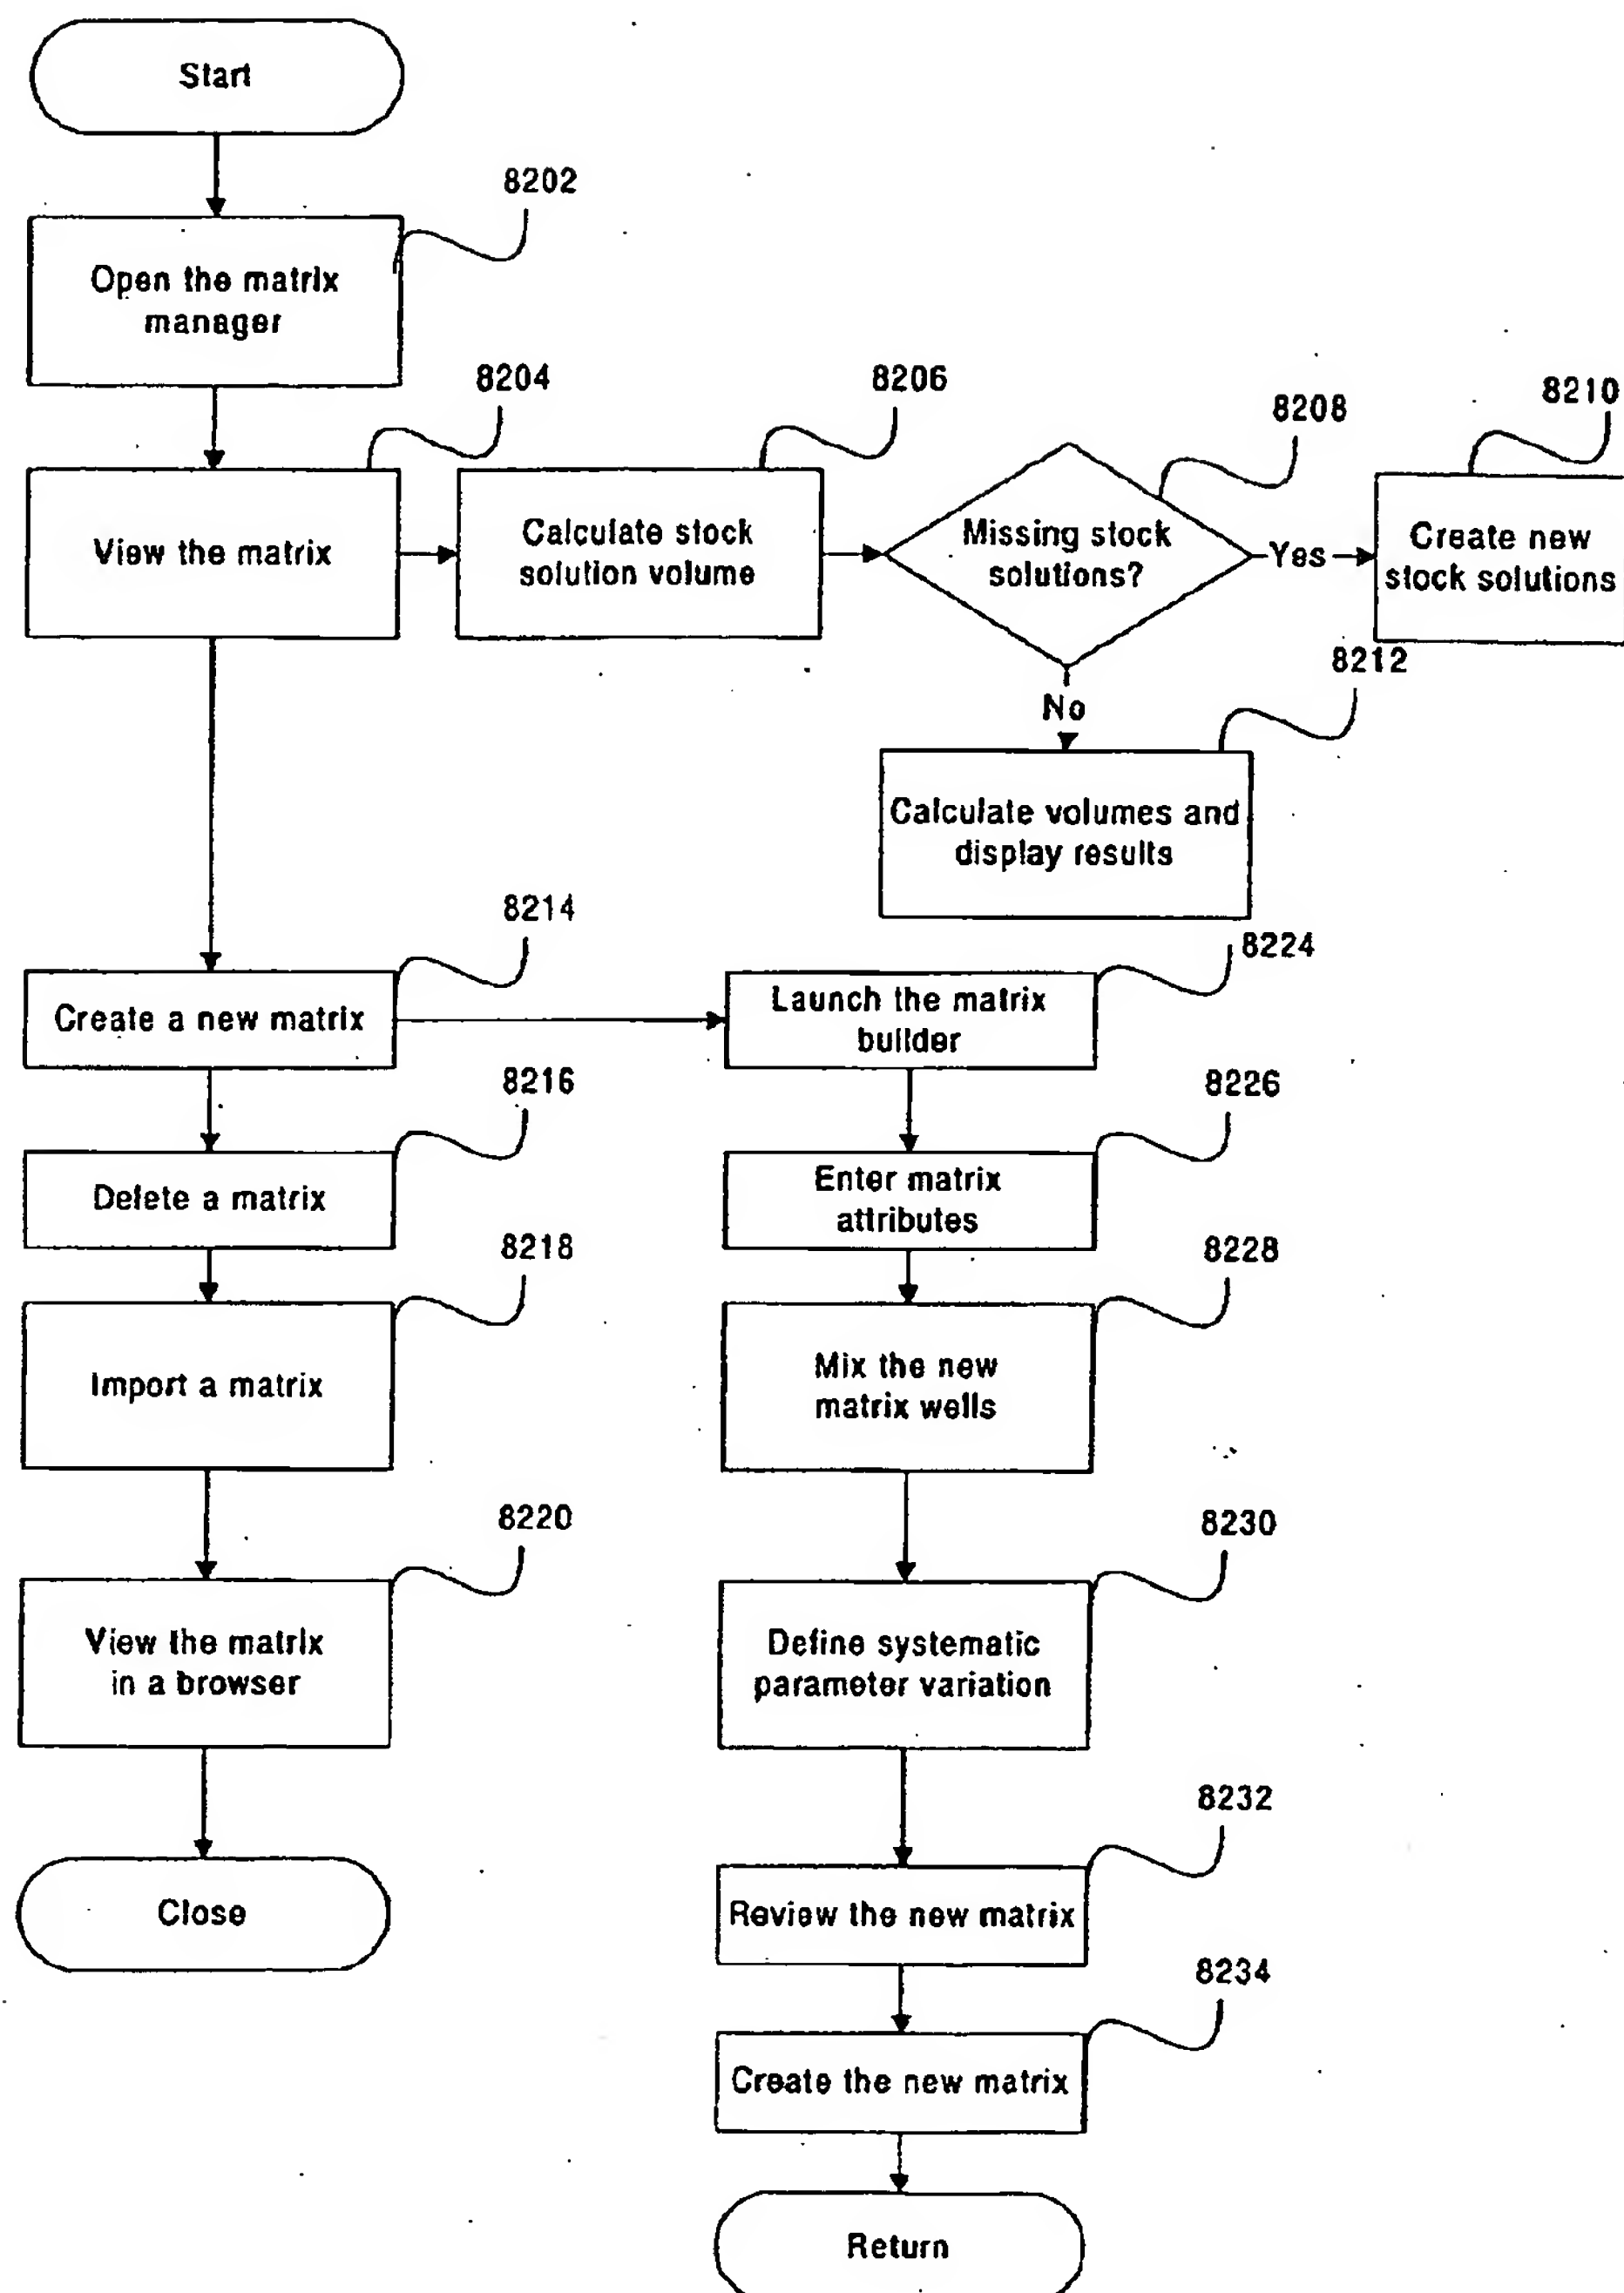 Start
8202
Open the matrix
manager
8204
8206
8208
8210
View the matrix
Calculate stock
solution volume
Missing stock
solutions?
Yes
Create new
stock solutions
8212
No
Calculate volumes and
display results
8214
8224
Create a new matrix
Launch the matrix
builder
8216
8226
Delete a matrix
Enter matrix
attributes
8218
8228
Import a matrix
Mix the new
matrix wells
8220
8230
View the matrix
in a browser
Define systematic
parameter variation
8232
Close
Review the new matrix
8234
Create the new matrix
Return